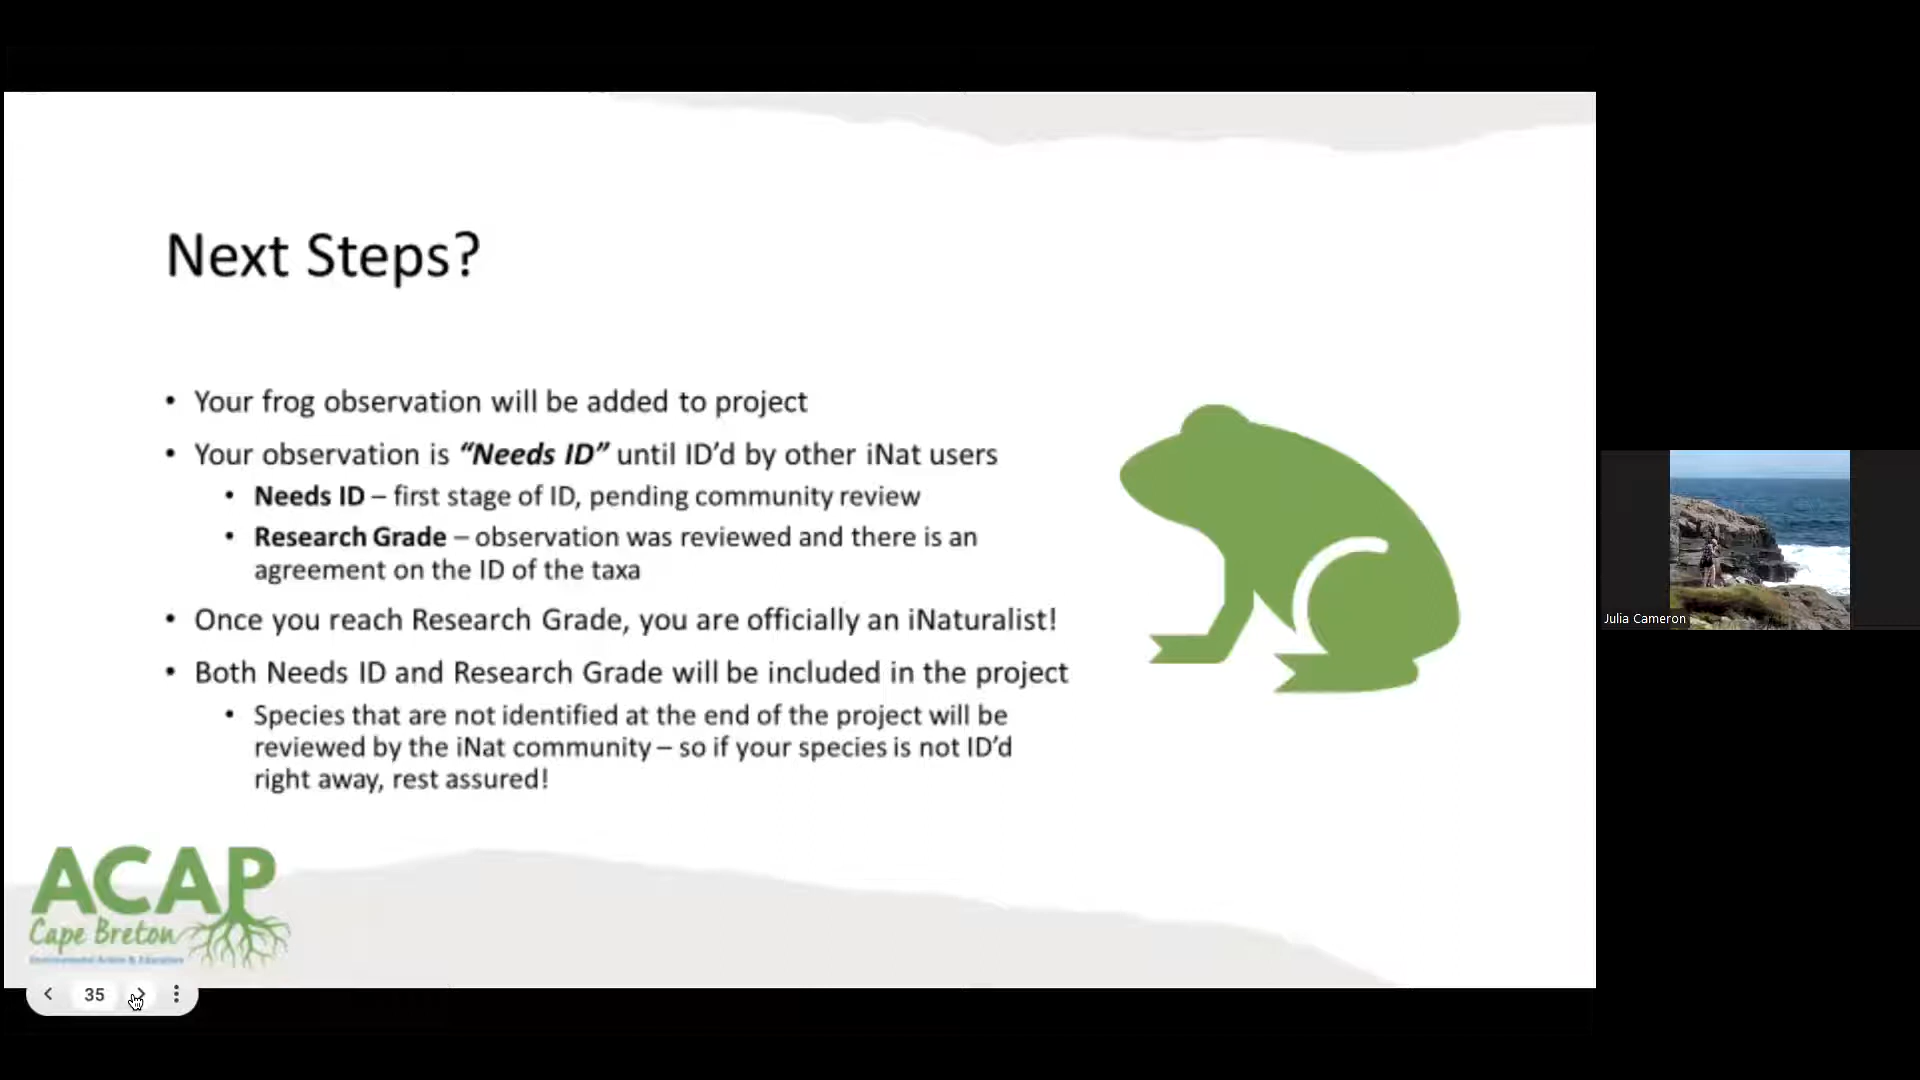 Next Steps?
• Your frog observation will be added to project
• Your observation is “Needs ID” until ID’d by other iNat users
• Needs ID – first stage of ID, pending community review
• Research Grade – observation was reviewed and there is an
agreement on the ID of the taxa
• Once you reach Research Grade, you are officially an iNaturalist!
• Both Needs ID and Research Grade will be included in the project
• Species that are not identified at the end of the project will be
reviewed by the iNat community – so if your species is not ID’d
right away, rest assured!
ACAP
Cape Breton
Environmental Action & Education
35
Julia Cameron